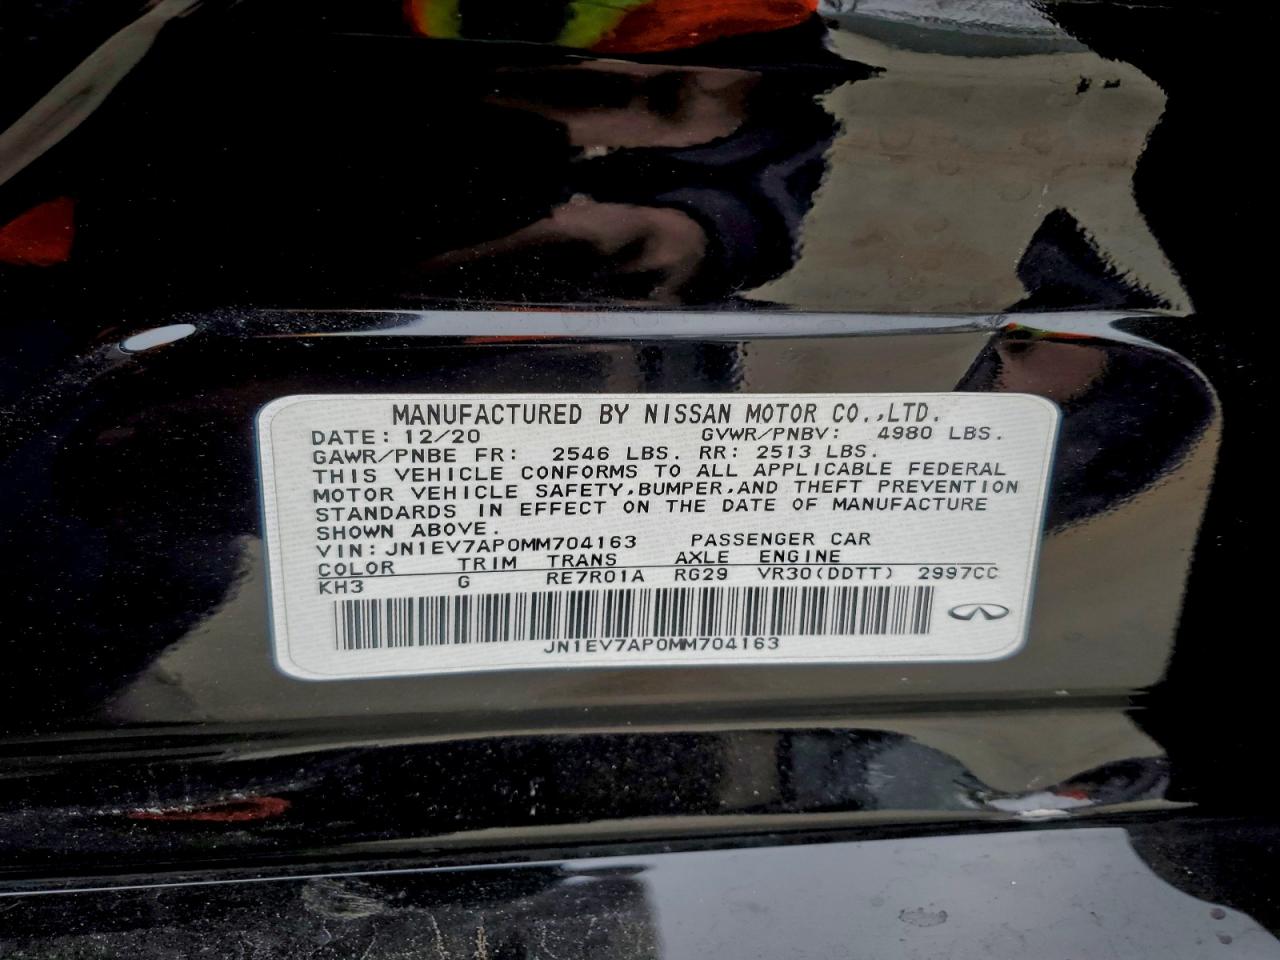 MANUFACTURED BY NISSAN MOTOR CO.,LTD.
DATE: 12/20 GVWR/PNBV: 4980 LBS.
GAWR/PNBE FR: 2546 LBS. RR: 2513 LBS.
THIS VEHICLE CONFORMS TO ALL APPLICABLE FEDERAL
MOTOR VEHICLE SAFETY,BUMPER,AND THEFT PREVENTION
STANDARDS IN EFFECT ON THE DATE OF MANUFACTURE
SHOWN ABOVE.
VIN: JN1EV7AP0MM704163 PASSENGER CAR
COLOR TRIM TRANS AXLE ENGINE
KH3 G RE7R01A RG29 VR30(DDTT) 2997CC
JN1EV7AP0MM704163